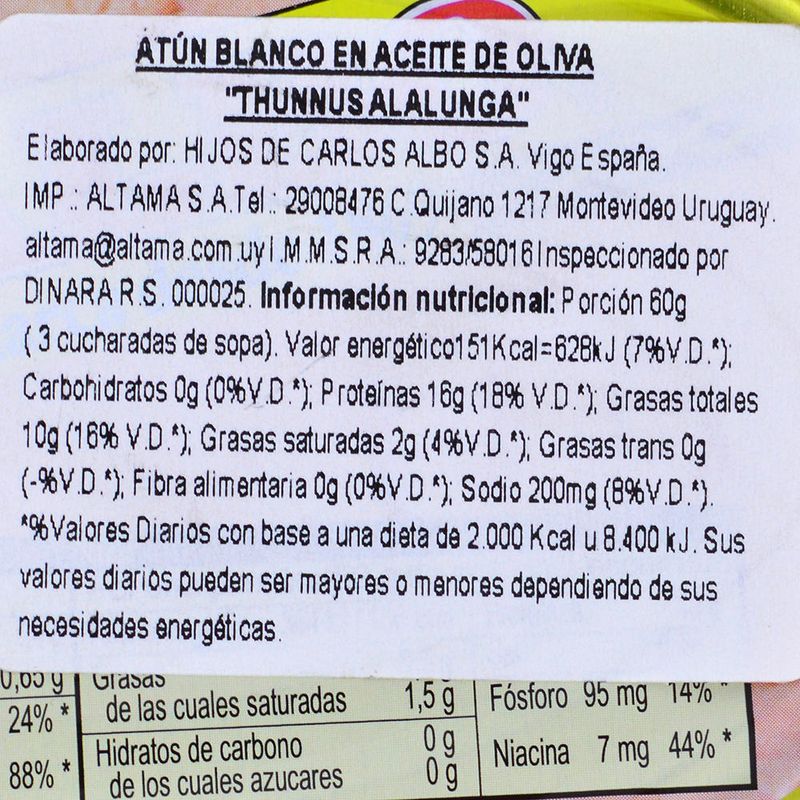 ATÚN BLANCO EN ACEITE DE OLIVA
"THUNNUS ALALUNGA"
Elaborado por: HIJOS DE CARLOS ALBO S.A. Vigo España.
IMP.: ALTAMA S.A.Tel.: 29008476 C.Quijano 1217 Montevideo Uruguay.
altama@altama.com.uy I.M.M.S.R.A.: 9283/58016 Inspeccionado por
DINARA R.S. 000025. Información nutricional: Porción 60g
( 3 cucharadas de sopa). Valor energético151Kcal=628kJ (7%V.D.*);
Carbohidratos 0g (0%V.D.*); Proteínas 16g (18% V.D.*); Grasas totales
10g (16% V.D.*); Grasas saturadas 2g (4%V.D.*); Grasas trans 0g
(-%V.D.*); Fibra alimentaria 0g (0%V.D.*); Sodio 200mg (8%V.D.*).
*%Valores Diarios con base a una dieta de 2.000 Kcal u 8.400 kJ. Sus
valores diarios pueden ser mayores o menores dependiendo de sus
necesidades energéticas.
0,65 g Grasas
24% * de las cuales saturadas 1,5 g Fósforo 95 mg 14% *
Hidratos de carbono 0 g Niacina 7 mg 44% *
88% * de los cuales azucares 0 g